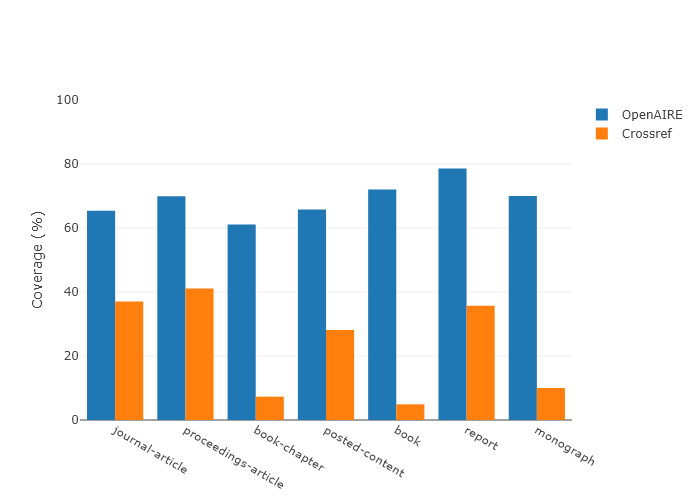 100
80
60
40
20
0
Coverage (%)
journal-article
proceedings-article
book-chapter
posted-content
book
report
monograph
OpenAIRE
Crossref